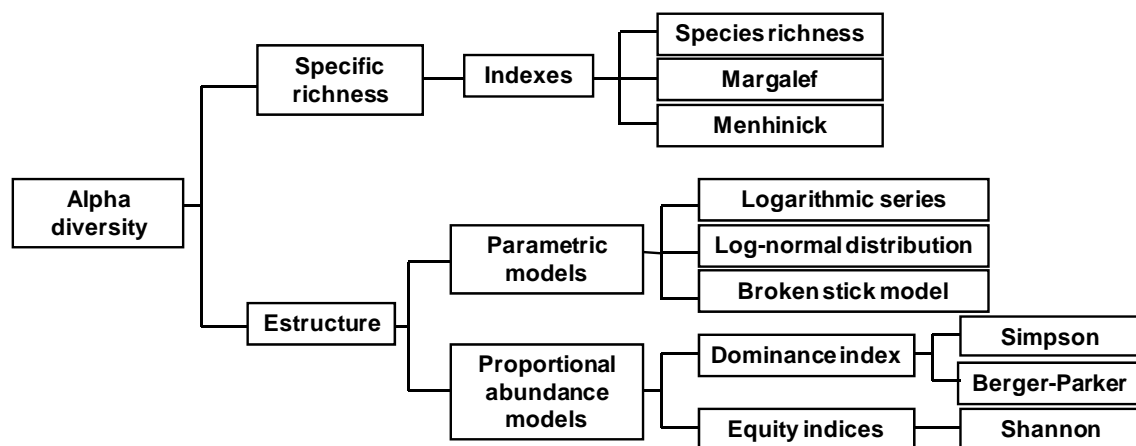 Species richness
Specific
richness
Indexes
Margalef
Menhinick
Alpha
diversity
Logarithmic series
Parametric
models
Log-normal distribution
Broken stick model
Estructure
Proportional
abundance
models
Dominance index
Simpson
Berger-Parker
Equity indices
Shannon